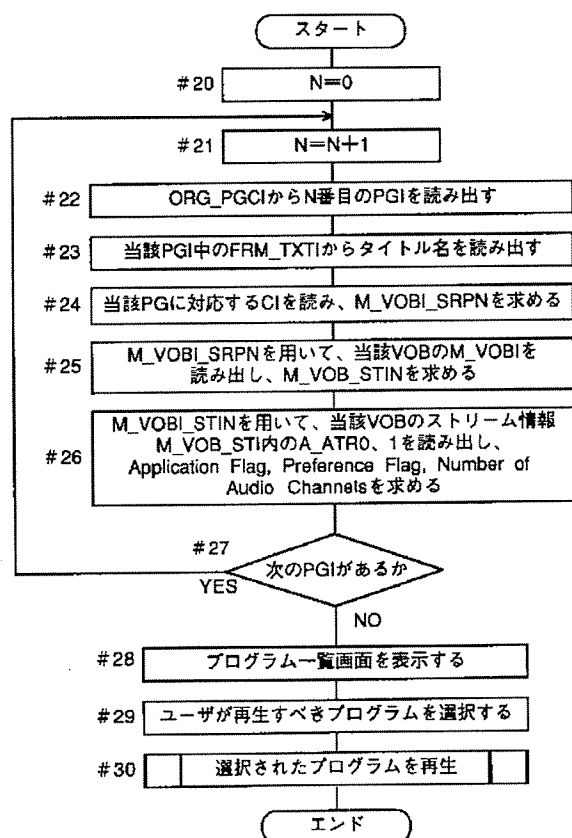 スタート
#20 N=0
#21 N=N+1
#22 ORG_PGCIからN番目のPGIを読み出す
#23 当該PGI中のFRM_TXTIからタイトル名を読み出す
#24 当該PGに対応するCIを読み、M_VOBI_SRPNを求める
M_VOBI_SRPNを用いて、当該VOBのM_VOBIを
#25 読み出し、M_VOB_STINを求める
M_VOBI_STINを用いて、当該VOBのストリーム情報
M_VOB_STI内のA_ATR0、1を読み出し、
#26 Application Flag, Preference Flag, Number of
Audio Channelsを求める
#27
次のPGIがあるか
YES
NO
#28 プログラム一覧画面を表示する
#29 ユーザが再生すべきプログラムを選択する
#30 選択されたプログラムを再生
エンド